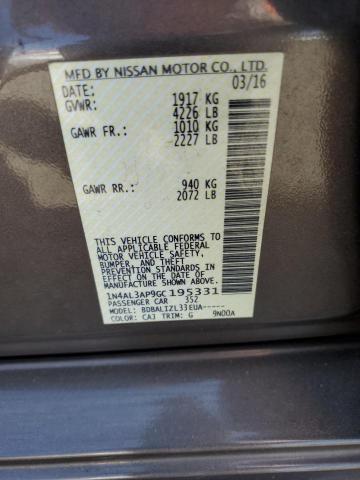 MFD BY NISSAN MOTOR CO., LTD.
DATE: 03/16
GVWR: 1917 KG
4226 LB
GAWR FR: 1010 KG
2227 LB
GAWR RR: 940 KG
2072 LB
THIS VEHICLE CONFORMS TO
ALL APPLICABLE FEDERAL
MOTOR VEHICLE SAFETY,
BUMPER, AND THEFT
PREVENTION STANDARDS IN
EFFECT ON THE DATE OF
MANUFACTURE SHOWN ABOVE.
1N4AL3AP9GC195331
PASSENGER CAR 352
MODEL: BDBALIZL33EUA-----
COLOR: CAJ TRIM: G 9N00A